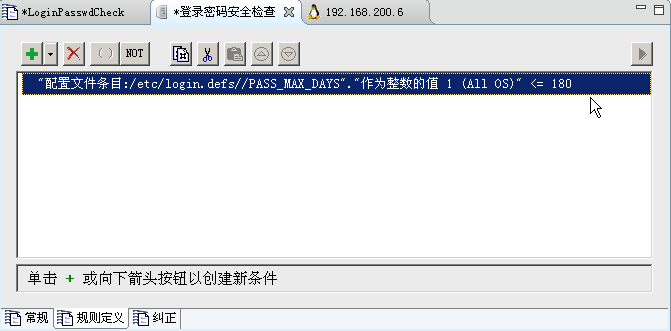 *LoginPasswdCheck
*登录密码安全检查
192.168.200.6
( )
NOT
"配置文件条目:/etc/login.defs//PASS_MAX_DAYS"."作为整数的值 1 (All OS)" <= 180
单击 + 或向下箭头按钮以创建新条件
常规
规则定义
纠正